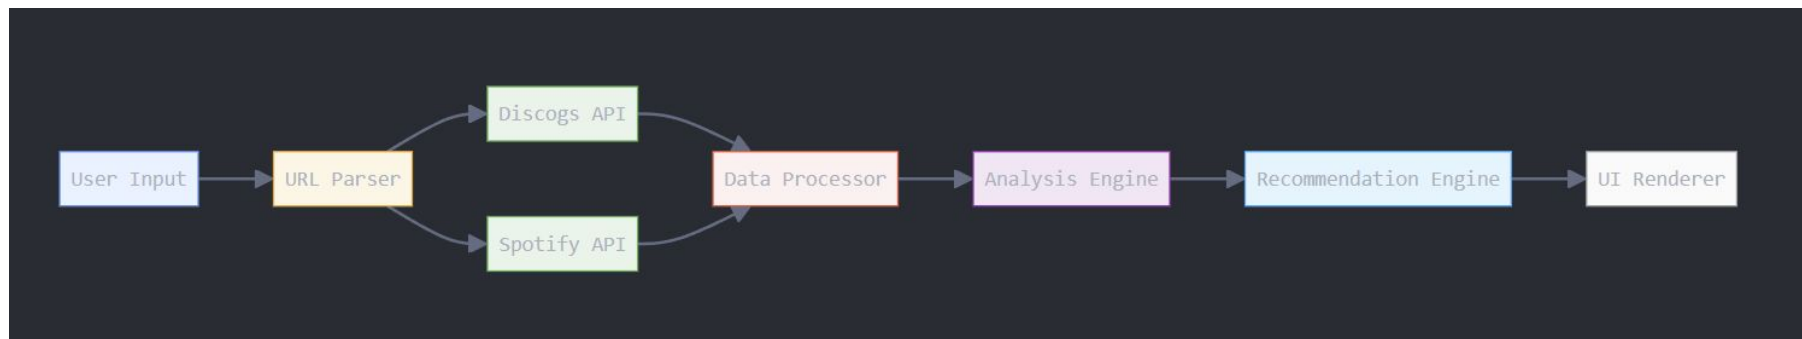 User Input
URL Parser
Discogs API
Spotify API
Data Processor
Analysis Engine
Recommendation Engine
UI Renderer